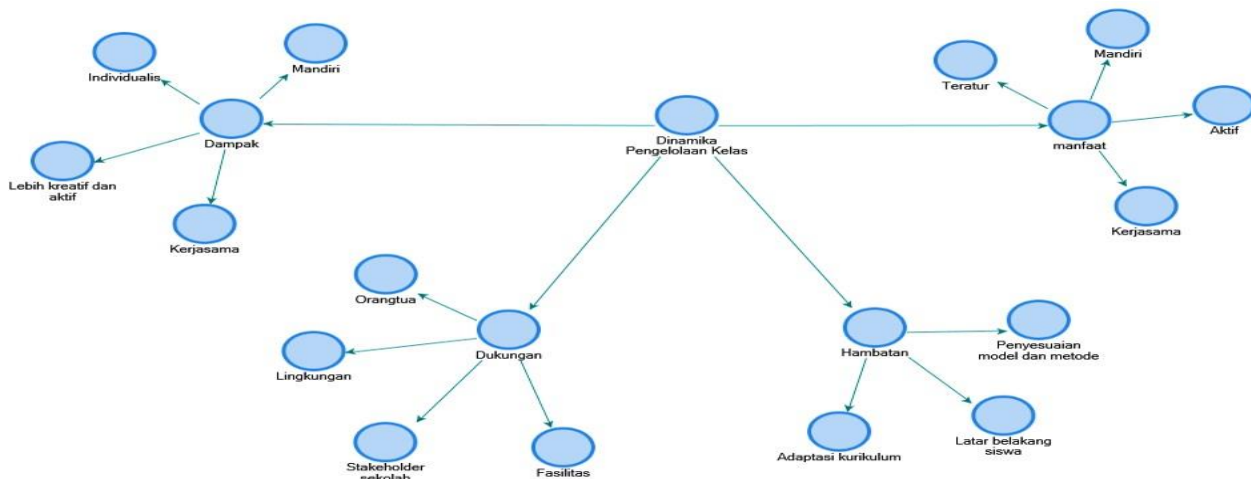 Individualis
Mandiri
Dampak
Lebih kreatif dan
aktif
Kerjasama
Dinamika
Pengelolaan Kelas
Mandiri
Teratur
manfaat
Aktif
Kerjasama
Orangtua
Dukungan
Lingkungan
Stakeholder
sekolah
Fasilitas
Hambatan
Penyesuaian
model dan metode
Adaptasi kurikulum
Latar belakang
siswa